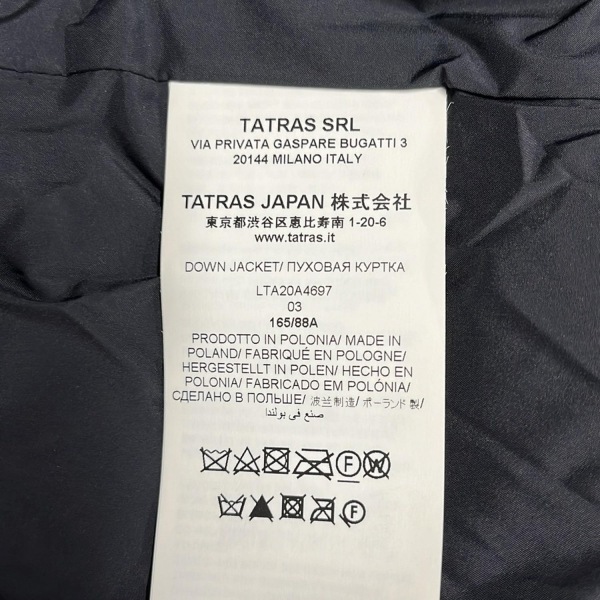 TATRAS SRL
VIA PRIVATA GASPARE BUGATTI 3
20144 MILANO ITALY
TATRAS JAPAN 株式会社
東京都渋谷区恵比寿南 1-20-6
www.tatras.it
DOWN JACKET/ ПУХОВАЯ КУРТКА
LTA20A4697
03
165/88A
PRODOTTO IN POLONIA/ MADE IN
POLAND/ FABRIQUÉ EN POLOGNE/
HERGESTELLT IN POLEN/ HECHO EN
POLONIA/ FABRICADO EM POLÓNIA/
СДЕЛАНО В ПОЛЬШЕ/ 波兰制造/ ポーランド製/
صنع في بولندا
F W
F